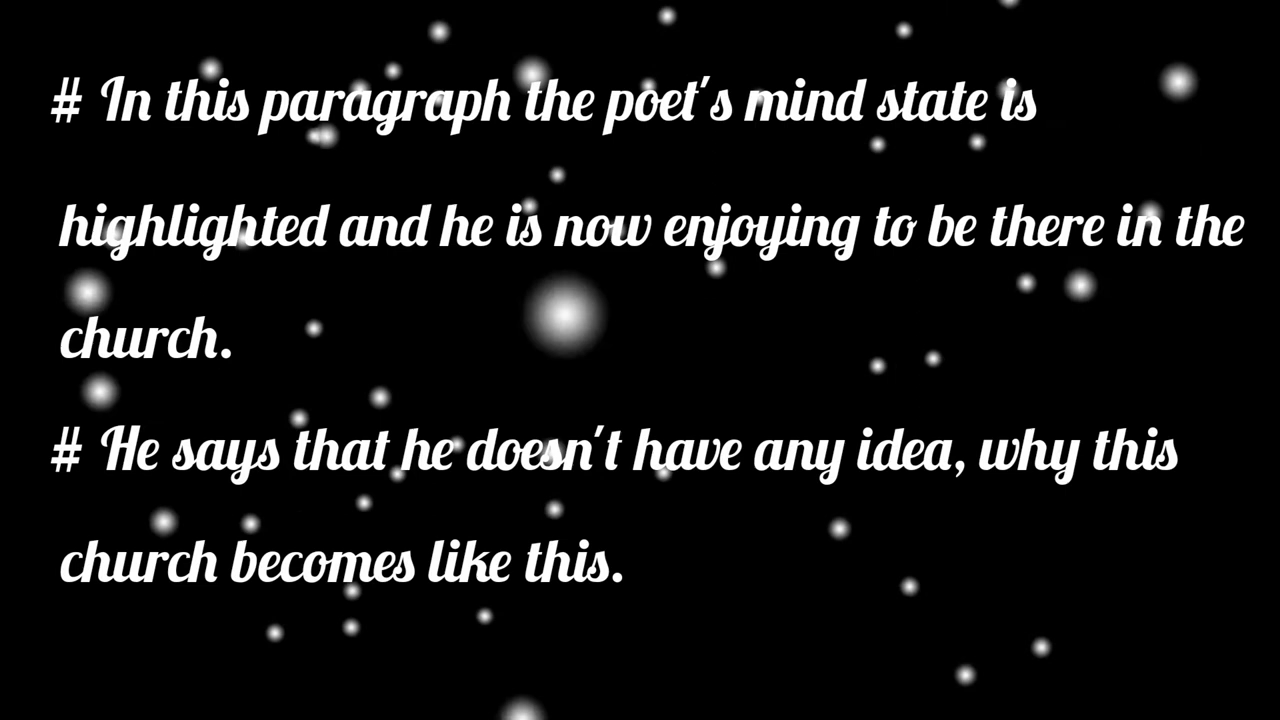 # In this paragraph the poet's mind state is
highlighted and he is now enjoying to be there in the
church.
# He says that he doesn't have any idea, why this
church becomes like this.